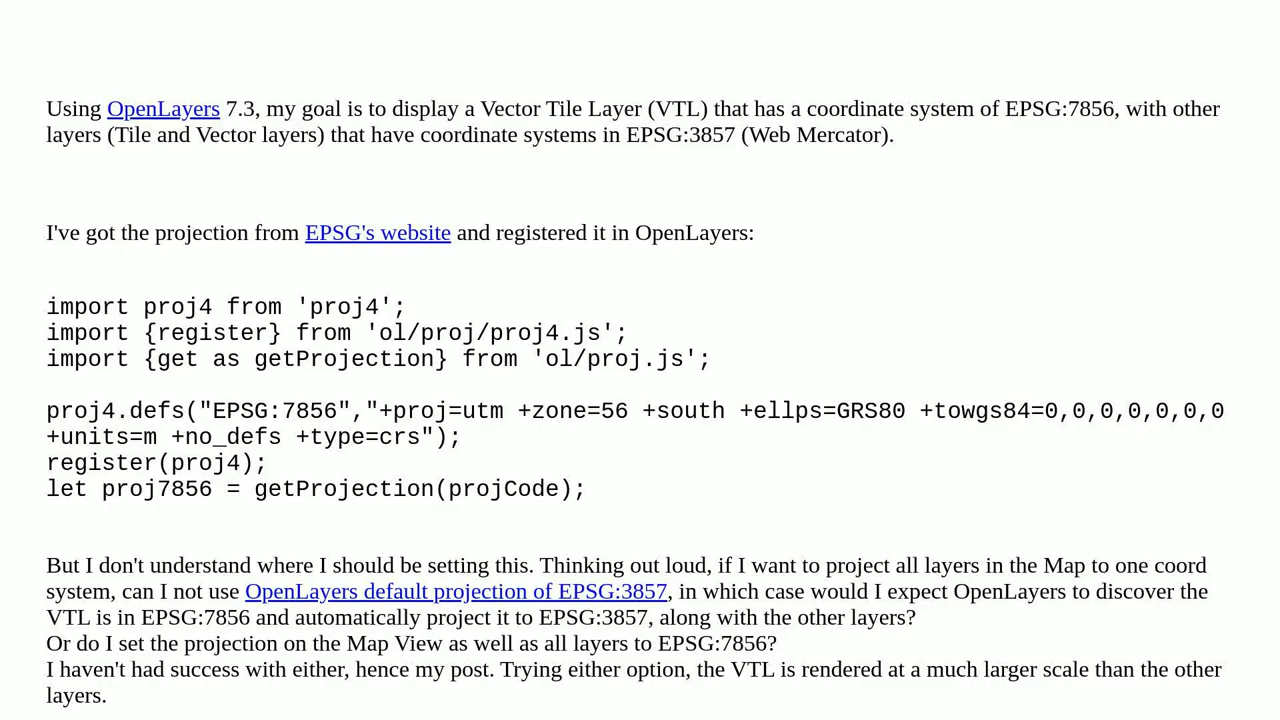 Using OpenLayers 7.3, my goal is to display a Vector Tile Layer (VTL) that has a coordinate system of EPSG:7856, with other
layers (Tile and Vector layers) that have coordinate systems in EPSG:3857 (Web Mercator).
I've got the projection from EPSG's website and registered it in OpenLayers:
import proj4 from 'proj4';
import {register} from 'ol/proj/proj4.js';
import {get as getProjection} from 'ol/proj.js';
proj4.defs("EPSG:7856","+proj=utm +zone=56 +south +ellps=GRS80 +towgs84=0,0,0,0,0,0,0
+units=m +no_defs +type=crs");
register(proj4);
let proj7856 = getProjection(projCode);
But I don't understand where I should be setting this. Thinking out loud, if I want to project all layers in the Map to one coord
system, can I not use OpenLayers default projection of EPSG:3857, in which case would I expect OpenLayers to discover the
VTL is in EPSG:7856 and automatically project it to EPSG:3857, along with the other layers?
Or do I set the projection on the Map View as well as all layers to EPSG:7856?
I haven't had success with either, hence my post. Trying either option, the VTL is rendered at a much larger scale than the other
layers.